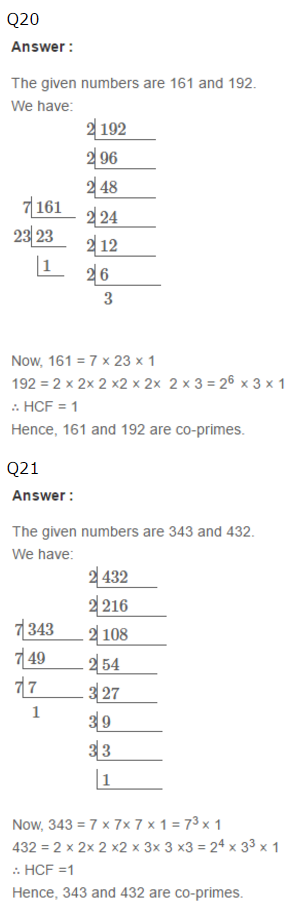 Q20
Answer :
The given numbers are 161 and 192.
We have:
2 192
2 96
2 48
7 161 2 24
23 23 2 12
1 2 6
3
Now, 161 = 7 × 23 × 1
192 = 2 × 2× 2 ×2 × 2× 2 × 3 = 2⁶ × 3 × 1
∴ HCF = 1
Hence, 161 and 192 are co-primes.
Q21
Answer :
The given numbers are 343 and 432.
We have:
2 432
2 216
7 343 2 108
7 49 2 54
7 7 3 27
1 3 9
3 3
1
Now, 343 = 7 × 7× 7 × 1 = 7³ × 1
432 = 2 × 2× 2 ×2 × 3× 3 ×3 = 2⁴ × 3³ × 1
∴ HCF =1
Hence, 343 and 432 are co-primes.